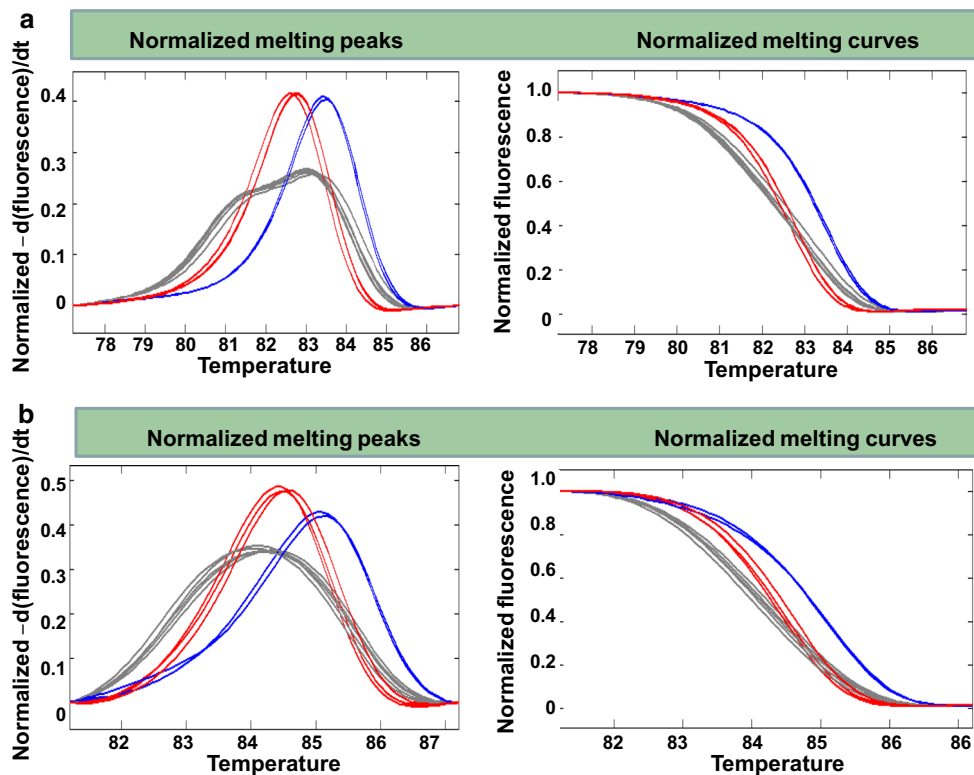 a
Normalized melting peaks
Normalized melting curves
Normalized –d(fluorescence)/dt
0.4
0.3
0.2
0.1
0
78 79 80 81 82 83 84 85 86
Temperature
Normalized fluorescence
1.0
0.8
0.6
0.4
0.2
0
78 79 80 81 82 83 84 85 86
Temperature
b
Normalized melting peaks
Normalized melting curves
Normalized –d(fluorescence)/dt
0.5
0.4
0.3
0.2
0.1
0
82 83 84 85 86 87
Temperature
Normalized fluorescence
1.0
0.8
0.6
0.4
0.2
0
82 83 84 85 86 86
Temperature